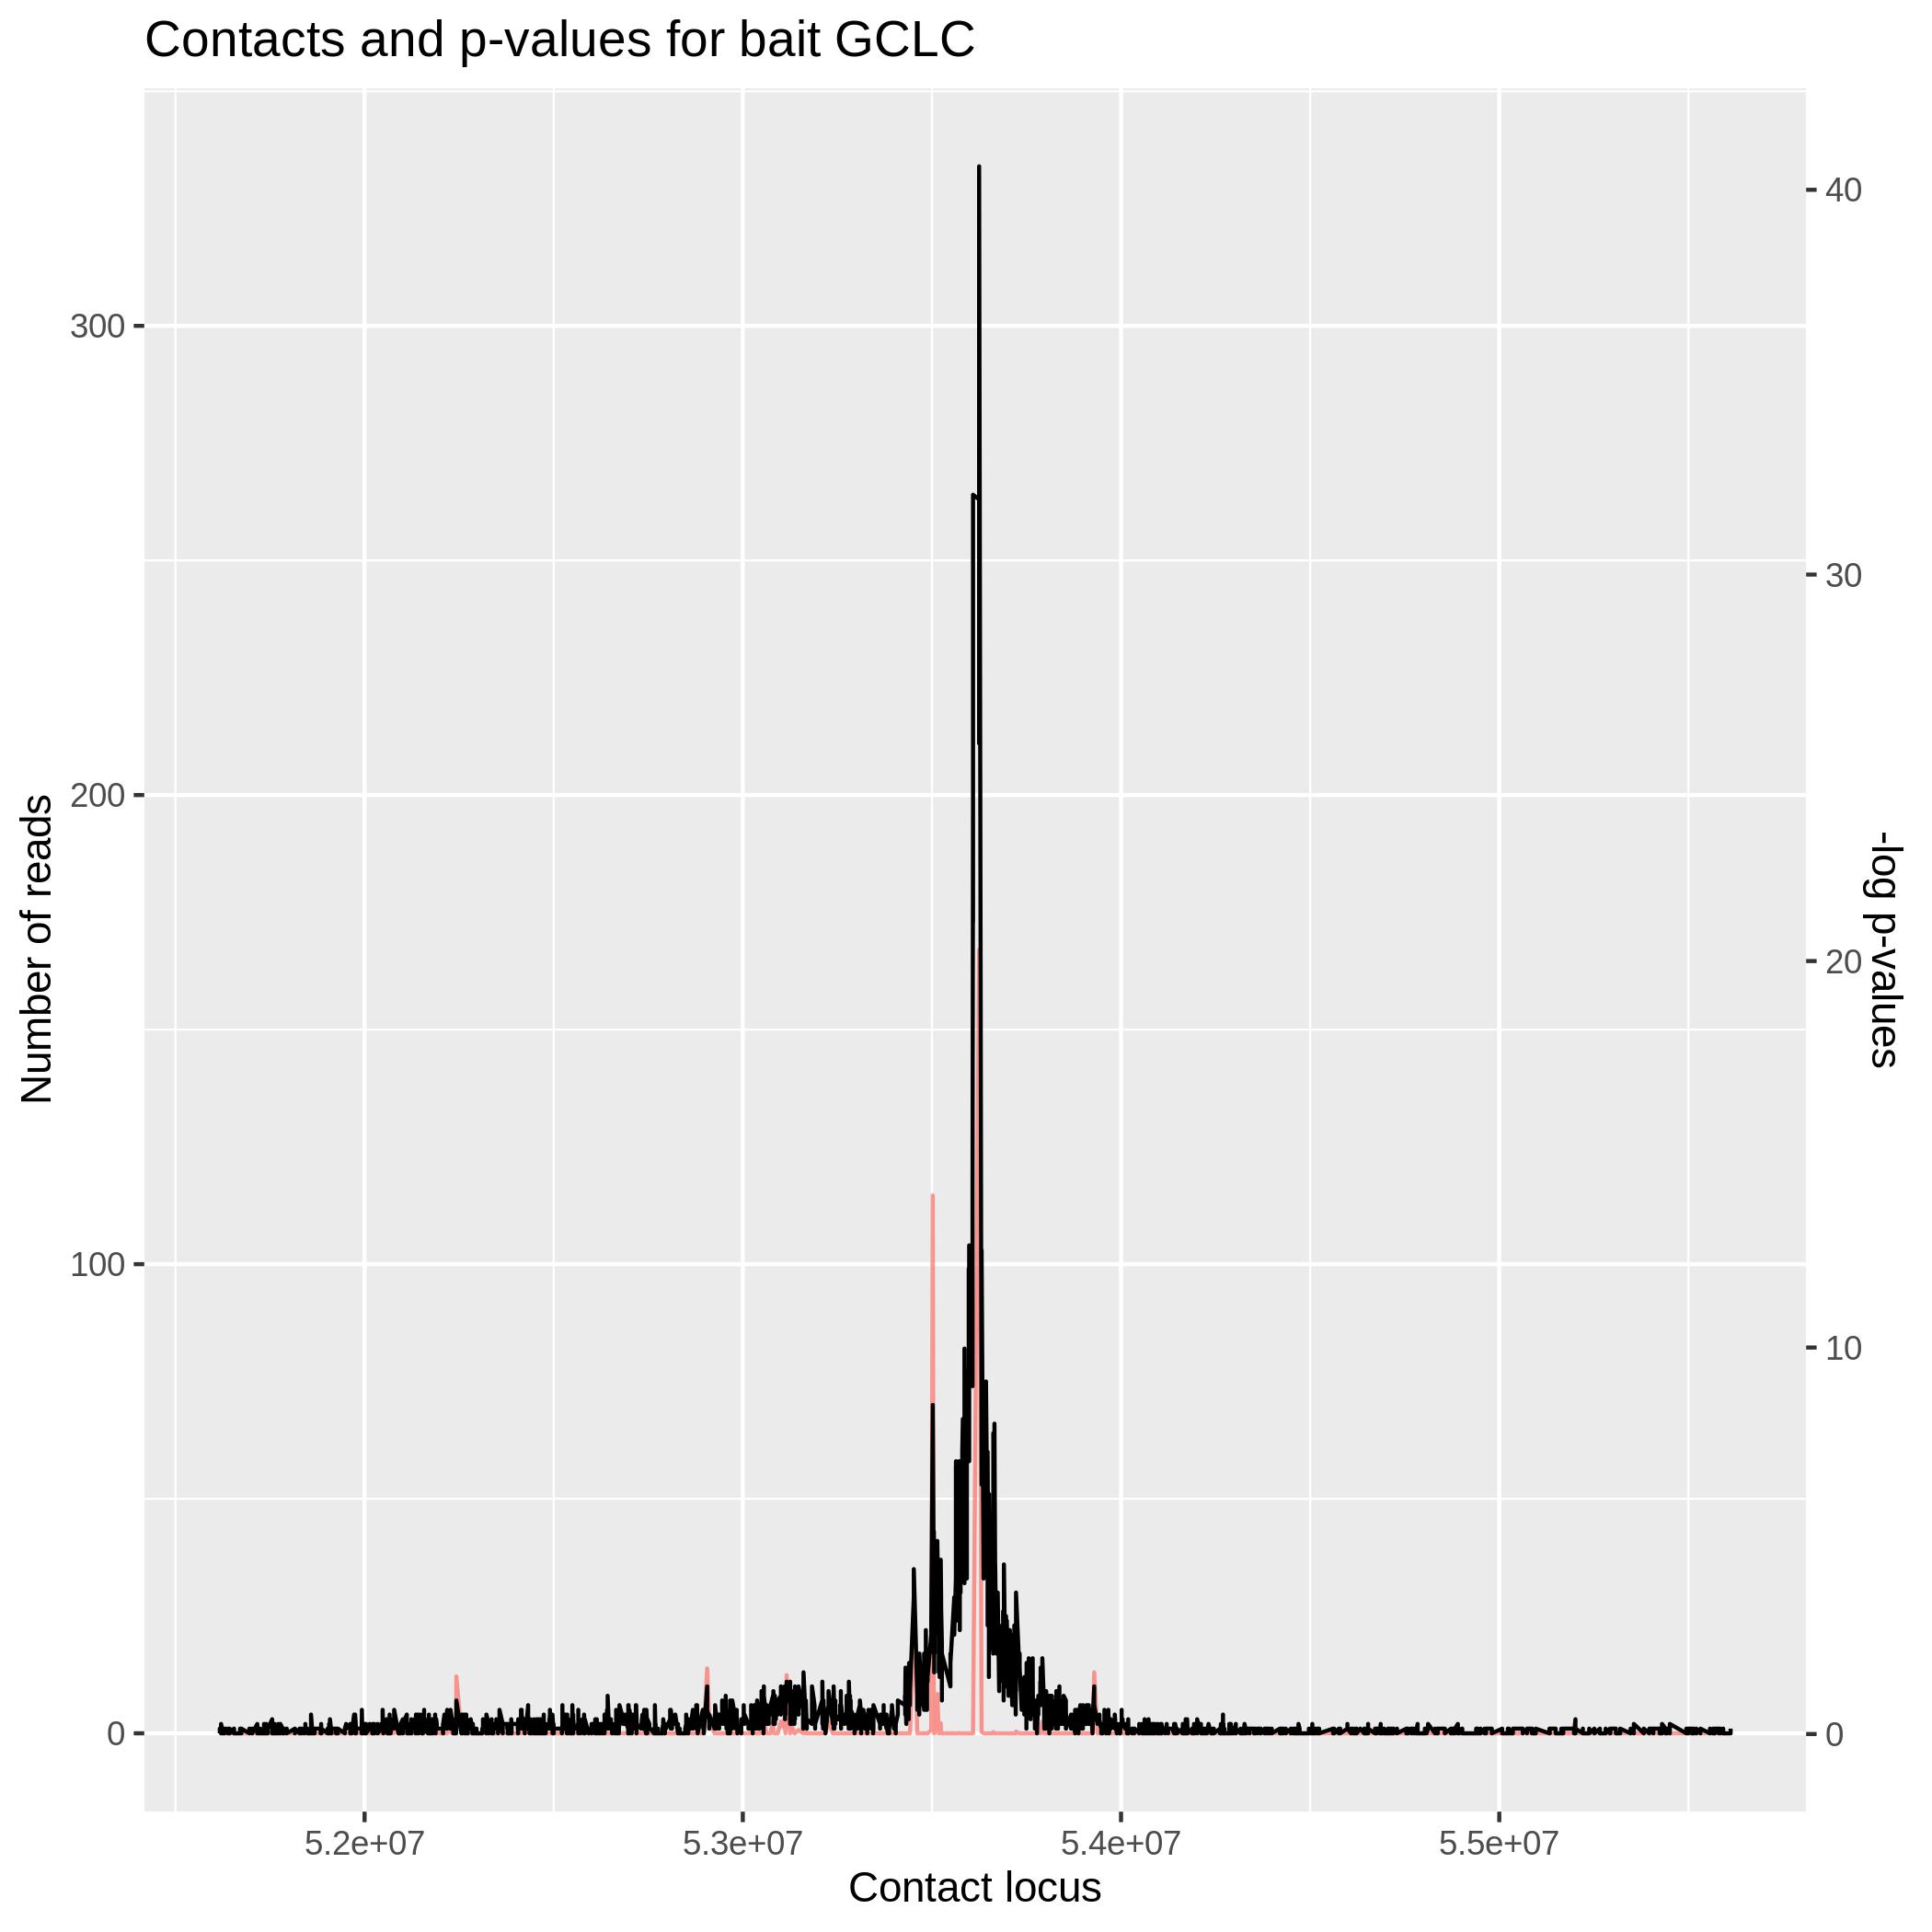 Contacts and p-values for bait GCLC
Number of reads
300
200
100
0
40
30
20
10
0
-log p-values
5.2e+07 5.3e+07 5.4e+07 5.5e+07
Contact locus